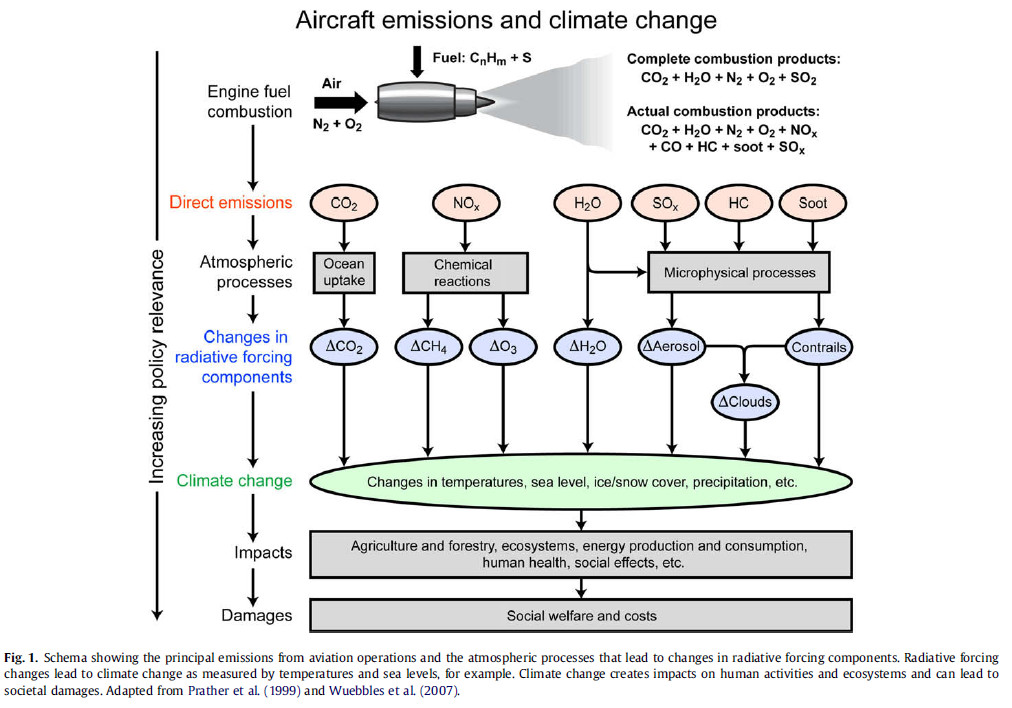 Aircraft emissions and climate change
Increasing policy relevance
Engine fuel
combustion
Air
N₂ + O₂
Fuel: CₙHₘ + S
Complete combustion products:
CO₂ + H₂O + N₂ + O₂ + SO₂
Actual combustion products:
CO₂ + H₂O + N₂ + O₂ + NOₓ
+ CO + HC + soot + SOₓ
Direct emissions
CO₂
NOₓ
H₂O
SOₓ
HC
Soot
Atmospheric
processes
Ocean
uptake
Chemical
reactions
Microphysical processes
Changes in
radiative forcing
components
ΔCO₂
ΔCH₄
ΔO₃
ΔH₂O
ΔAerosol
Contrails
ΔClouds
Climate change
Changes in temperatures, sea level, ice/snow cover, precipitation, etc.
Impacts
Agriculture and forestry, ecosystems, energy production and consumption,
human health, social effects, etc.
Damages
Social welfare and costs
Fig. 1. Schema showing the principal emissions from aviation operations and the atmospheric processes that lead to changes in radiative forcing components. Radiative forcing
changes lead to climate change as measured by temperatures and sea levels, for example. Climate change creates impacts on human activities and ecosystems and can lead to
societal damages. Adapted from Prather et al. (1999) and Wuebbles et al. (2007).